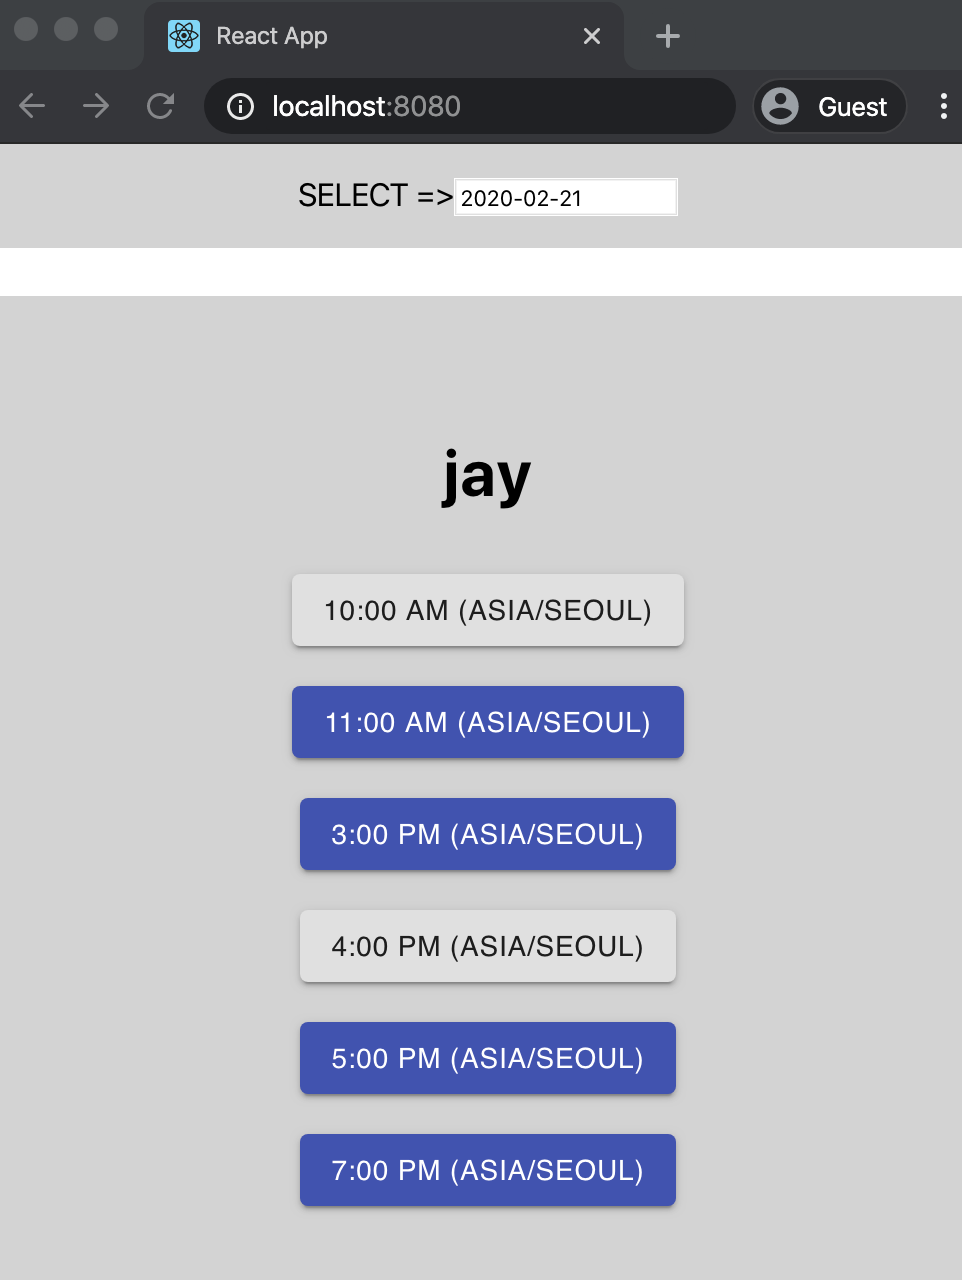 React App
localhost:8080
Guest
SELECT =>2020-02-21
jay
10:00 AM (ASIA/SEOUL)
11:00 AM (ASIA/SEOUL)
3:00 PM (ASIA/SEOUL)
4:00 PM (ASIA/SEOUL)
5:00 PM (ASIA/SEOUL)
7:00 PM (ASIA/SEOUL)